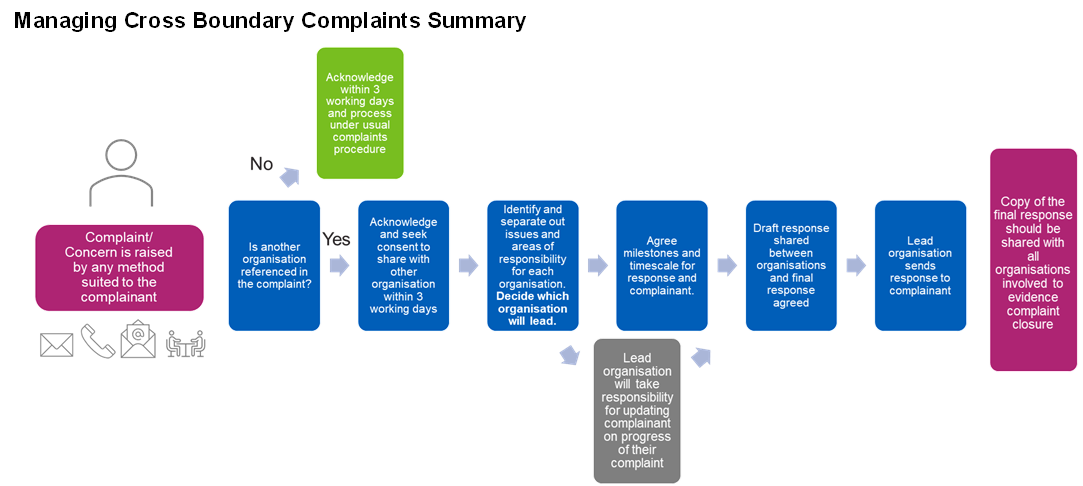 Managing Cross Boundary Complaints Summary
Acknowledge
within 3
working days
and process
under usual
complaints
procedure
No
Complaint/
Concern is raised
by any method
suited to the
complainant
@
Is another
organisation
referenced in
the complaint?
Yes
Acknowledge
and seek
consent to
share with
other
organisation
within 3
working days
Identify and
separate out
issues and
areas of
responsibility
for each
organisation.
Decide which
organisation
will lead.
Agree
milestones and
timescale for
response and
complainant.
Lead
organisation
will take
responsibility
for updating
complainant
on progress
of their
complaint
Draft response
shared
between
organisations
and final
response
agreed
Lead
organisation
sends
response to
complainant
Copy of the
final response
should be
shared with
all
organisations
involved to
evidence
complaint
closure